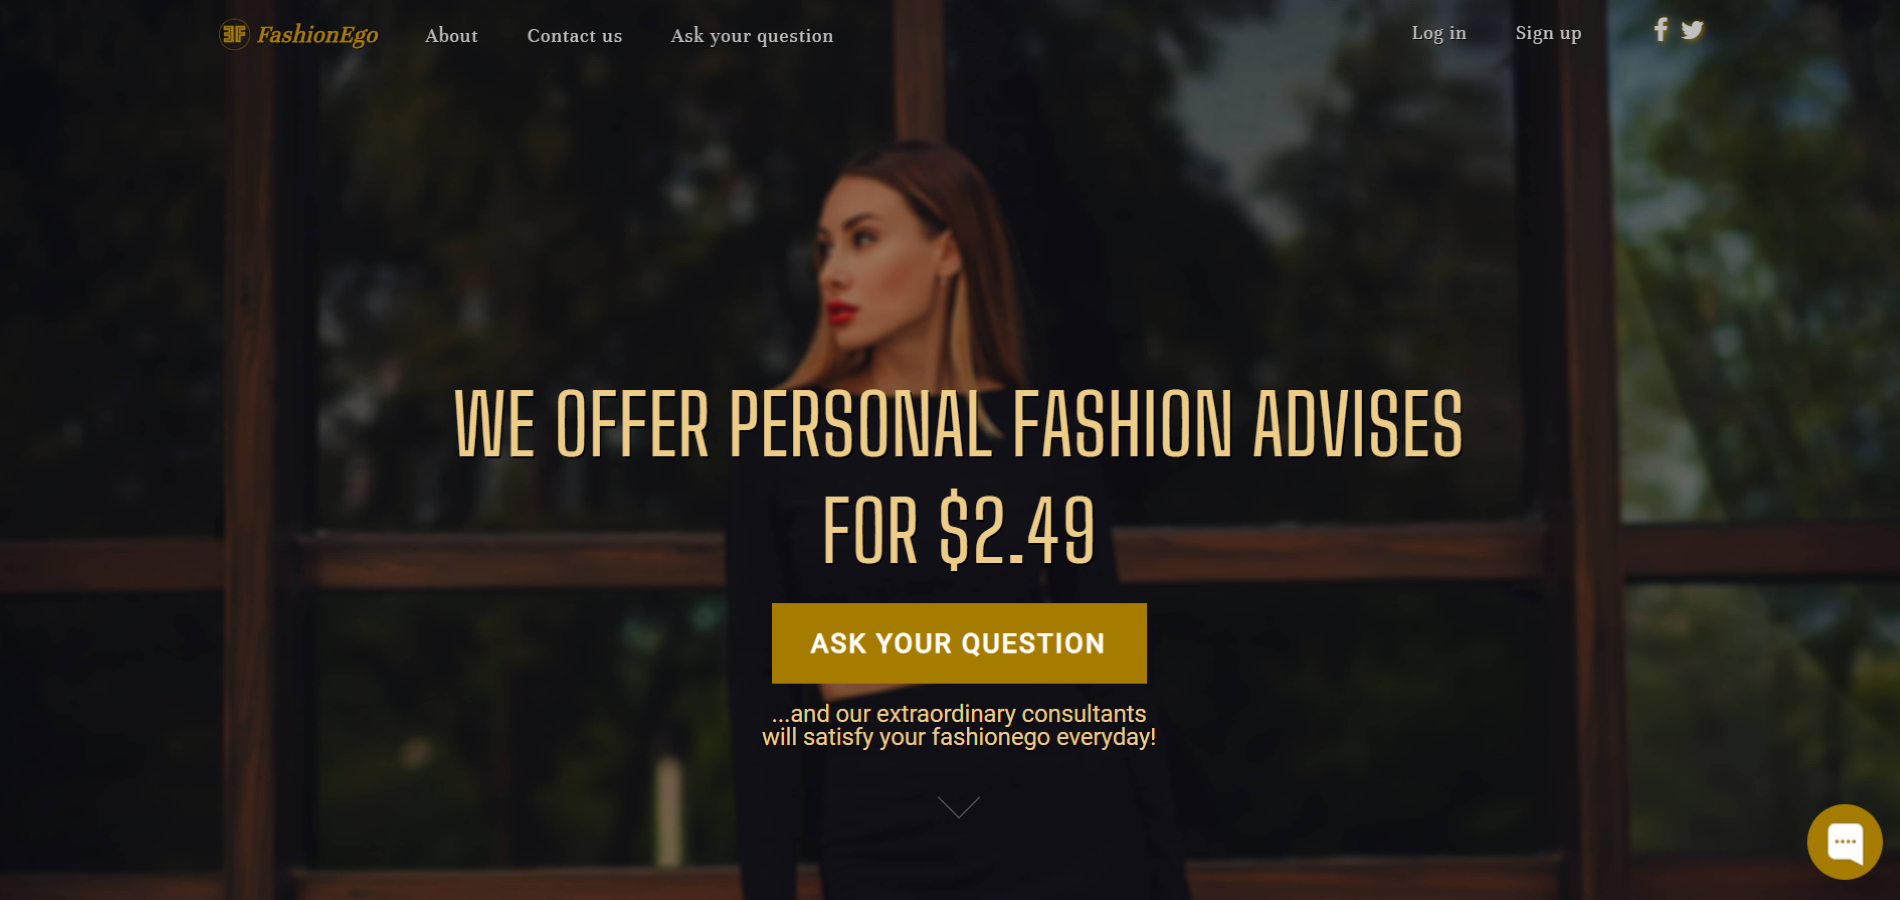 FashionEgo About Contact us Ask your question Log in Sign up
WE OFFER PERSONAL FASHION ADVISES
FOR $2.49
ASK YOUR QUESTION
...and our extraordinary consultants
will satisfy your fashionego everyday!